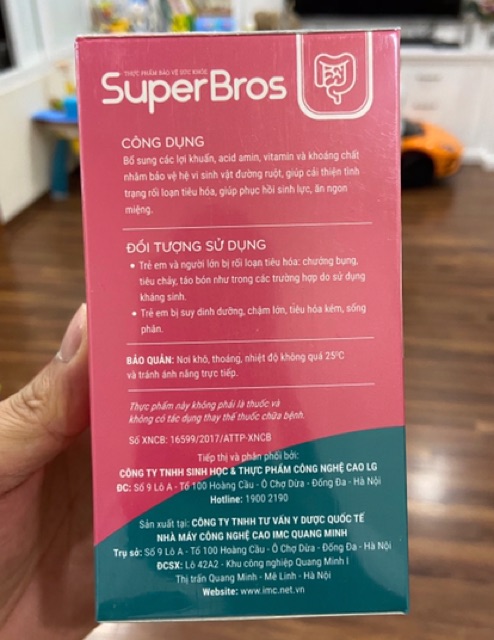 THỰC PHẨM BẢO VỆ SỨC KHỎE
SuperBros
CÔNG DỤNG
Bổ sung các lợi khuẩn, acid amin, vitamin và khoáng chất
nhằm bảo vệ hệ vi sinh vật đường ruột, giúp cải thiện tình
trạng rối loạn tiêu hóa, giúp phục hồi sinh lực, ăn ngon
miệng.
ĐỐI TƯỢNG SỬ DỤNG
• Trẻ em và người lớn bị rối loạn tiêu hóa: chướng bụng,
tiêu chảy, táo bón như trong các trường hợp do sử dụng
kháng sinh.
• Trẻ em bị suy dinh dưỡng, chậm lớn, tiêu hóa kém, sống
phân.
BẢO QUẢN: Nơi khô, thoáng, nhiệt độ không quá 25⁰C
và tránh ánh nắng trực tiếp.
Thực phẩm này không phải là thuốc và
không có tác dụng thay thế thuốc chữa bệnh.
Số XNCB: 16599/2017/ATTP-XNCB
Tiếp thị và phân phối bởi:
CÔNG TY TNHH SINH HỌC & THỰC PHẨM CÔNG NGHỆ CAO LG
ĐC: Số 9 Lô A - Tổ 100 Hoàng Cầu - Ô Chợ Dừa - Đống Đa - Hà Nội
Hotline: 1900 2190
Sản xuất tại: CÔNG TY TNHH TƯ VẤN Y DƯỢC QUỐC TẾ
NHÀ MÁY CÔNG NGHỆ CAO IMC QUANG MINH
Trụ sở: Số 9 Lô A - Tổ 100 Hoàng Cầu - Ô Chợ Dừa - Đống Đa - Hà Nội
ĐCSX: Lô 42A2 - Khu công nghiệp Quang Minh I
Thị trấn Quang Minh - Mê Linh - Hà Nội
Website: www.imc.net.vn